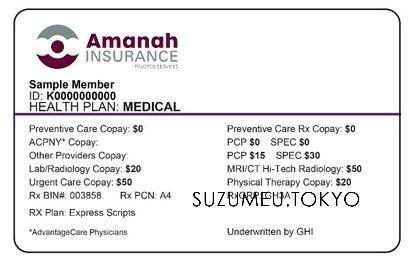 Amanah
INSURANCE
TRUSTED SERVICES
Sample Member
ID: K0000000000
HEALTH PLAN: MEDICAL
Preventive Care Copay: $0
ACPNY* Copay:
Other Providers Copay:
Lab/Radiology Copay: $20
Urgent Care Copay: $50
Rx BIN#: 003858 Rx PCN: A4
RX Plan: Express Scripts
*AdvantageCare Physicians
Preventive Care Rx Copay: $0
PCP $0 SPEC $0
PCP $15 SPEC $30
MRI/CT Hi-Tech Radiology: $50
Physical Therapy Copay: $20
RxGRP: GH3A
SUZUMEU.TOKYO
Underwritten by GHI